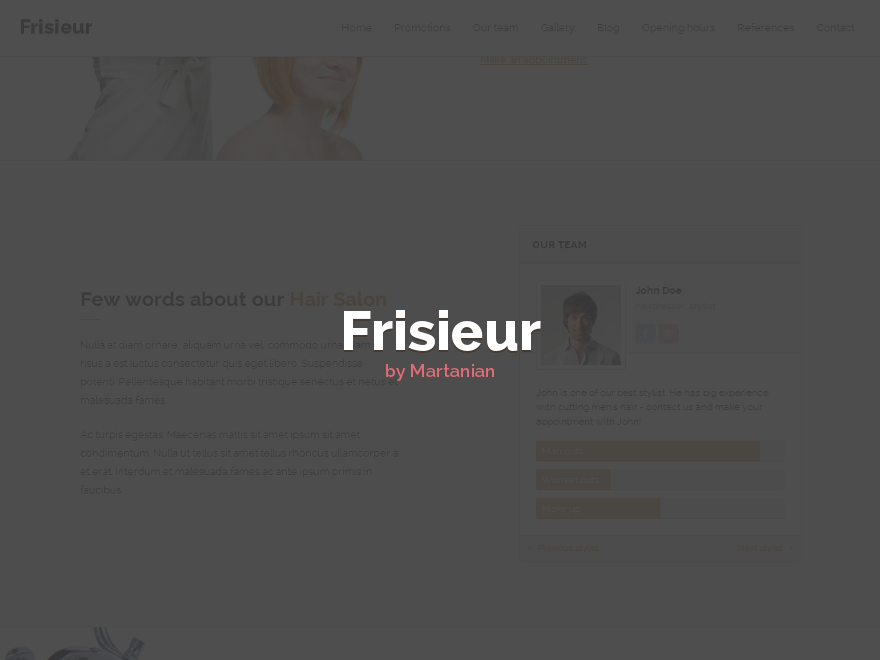 Frisieur
Home Promotions Our team Gallery Blog Opening hours References Contact
Make an appointment
OUR TEAM
John Doe
Few words about our Hair Salon
Frisieur
by Martanian
Nulla at diam ornare, aliquam urna vel, commodo urna.
risus a est luctus consectetur quis eget libero. Suspendisse
potenti. Pellentesque habitant morbi tristique senectus et netus et
malesuada fames.
Ac turpis egestas. Maecenas mattis sit amet ipsum sit amet
condimentum. Nulla ut tellus sit amet tellus rhoncus ullamcorper a
et erat. Interdum et malesuada fames ac ante ipsum primis in
faucibus.
John is one of our best stylist. He has big experience
with cutting men's hair - contact us and make your
appointment with John!
Make up